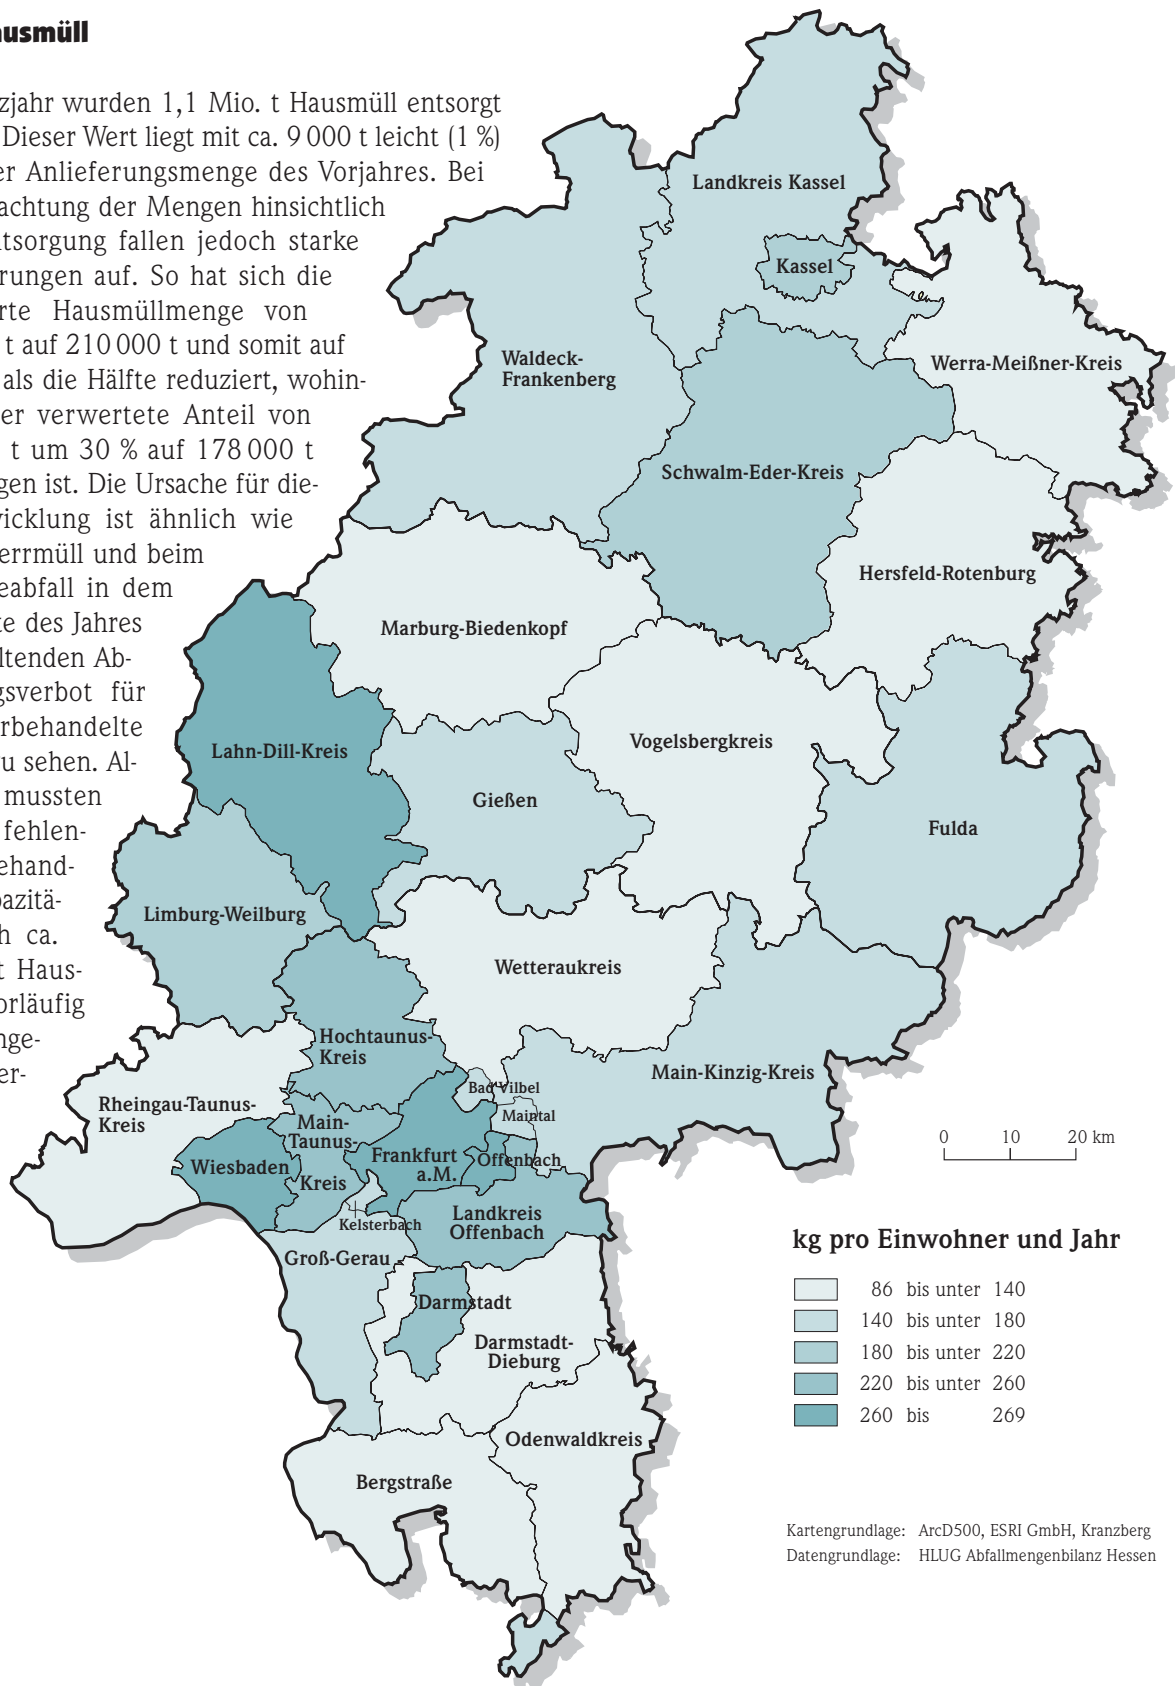 ausmüll
zjahr wurden 1,1 Mio. t Hausmüll entsorgt
Dieser Wert liegt mit ca. 9 000 t leicht (1 %)
er Anlieferungsmenge des Vorjahres. Bei
achtung der Mengen hinsichtlich
tsorgung fallen jedoch starke
rungen auf. So hat sich die
rte Hausmüllmenge von
t auf 210 000 t und somit auf
als die Hälfte reduziert, wohin-
er verwertete Anteil von
t um 30 % auf 178 000 t
gen ist. Die Ursache für die-
wicklung ist ähnlich wie
errmüll und beim
eabfall in dem
te des Jahres
ltenden Ab-
gsverbot für
rbehandelte
u sehen. Al-
mussten
fehlen-
ehand-
pazitä-
h ca.
t Haus-
orläufig
nge-
er-
Landkreis Kassel
Kassel
Waldeck-
Frankenberg
Werra-Meißner-Kreis
Schwalm-Eder-Kreis
Hersfeld-Rotenburg
Marburg-Biedenkopf
Lahn-Dill-Kreis
Vogelsbergkreis
Gießen
Fulda
Limburg-Weilburg
Wetteraukreis
Hochtaunus-
Kreis
Main-Kinzig-Kreis
Bad Vilbel
Maintal
Rheingau-Taunus-
Kreis
Main-
Taunus-
Kreis
Wiesbaden
Frankfurt
a.M.
Offenbach
Kelsterbach
Landkreis
Offenbach
Groß-Gerau
Darmstadt
Darmstadt-
Dieburg
Odenwaldkreis
Bergstraße
0 10 20 km
kg pro Einwohner und Jahr
86 bis unter 140
140 bis unter 180
180 bis unter 220
220 bis unter 260
260 bis 269
Kartengrundlage: ArcD500, ESRI GmbH, Kranzberg
Datengrundlage: HLUG Abfallmengenbilanz Hessen